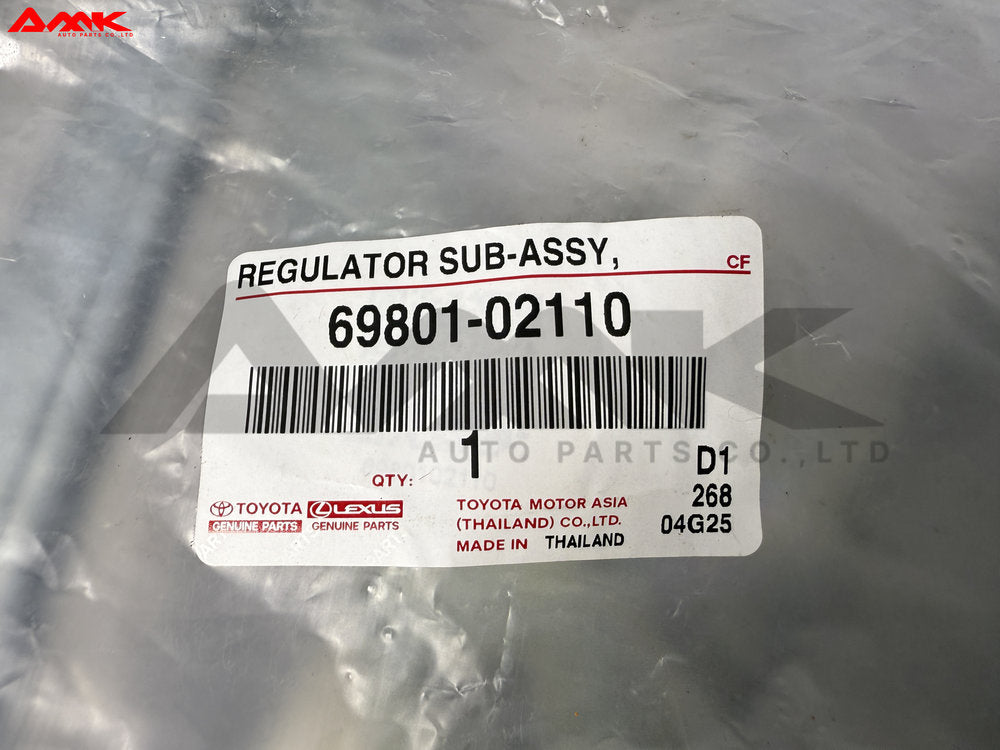 AMK
AUTO PARTS CO.,LTD
REGULATOR SUB-ASSY,
CF
69801-02110
AMK
AUTO PARTS CO.,LTD
QTY: 1
D1
268
04G25
TOYOTA LEXUS
GENUINE PARTS GENUINE PARTS
TOYOTA MOTOR ASIA
(THAILAND) CO.,LTD.
MADE IN THAILAND